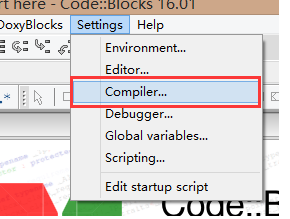 rt here - Code::Blocks 16.01
DoxyBlocks Settings Help
Environment...
Editor...
Compiler...
Debugger...
Global variables...
Scripting...
Edit startup script
Code::B